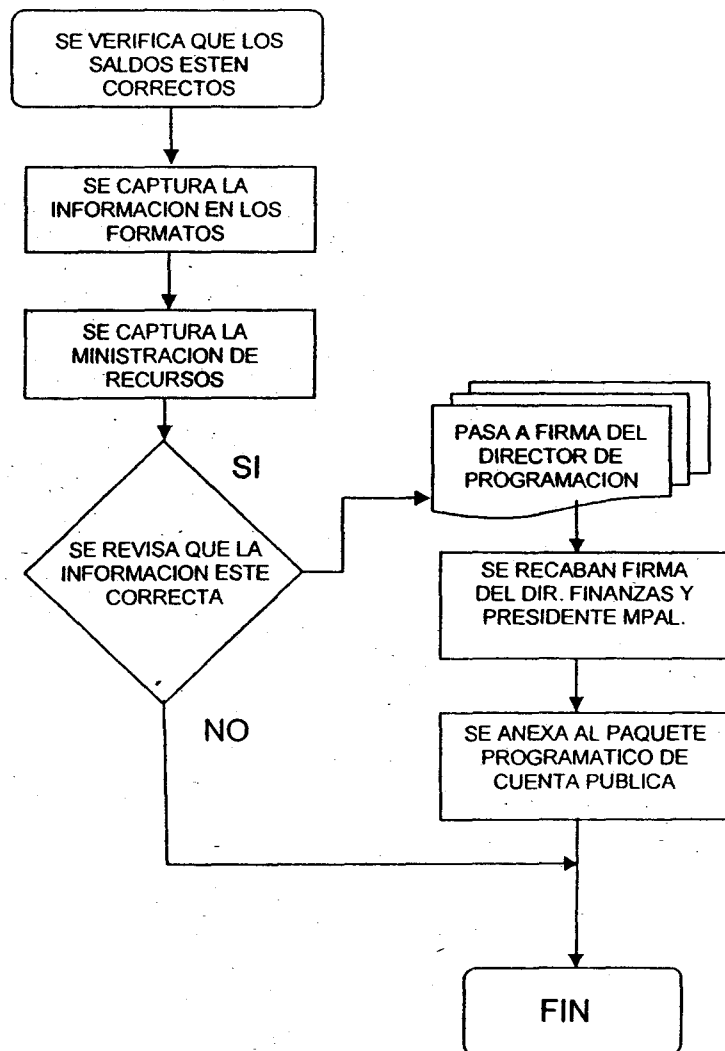 SE VERIFICA QUE LOS
SALDOS ESTEN
CORRECTOS
SE CAPTURA LA
INFORMACION EN LOS
FORMATOS
SE CAPTURA LA
MINISTRACION DE
RECURSOS
SI
SE REVISA QUE LA
INFORMACION ESTE
CORRECTA
NO
PASA A FIRMA DEL
DIRECTOR DE
PROGRAMACION
SE RECABAN FIRMA
DEL DIR. FINANZAS Y
PRESIDENTE MPAL.
SE ANEXA AL PAQUETE
PROGRAMATICO DE
CUENTA PUBLICA
FIN